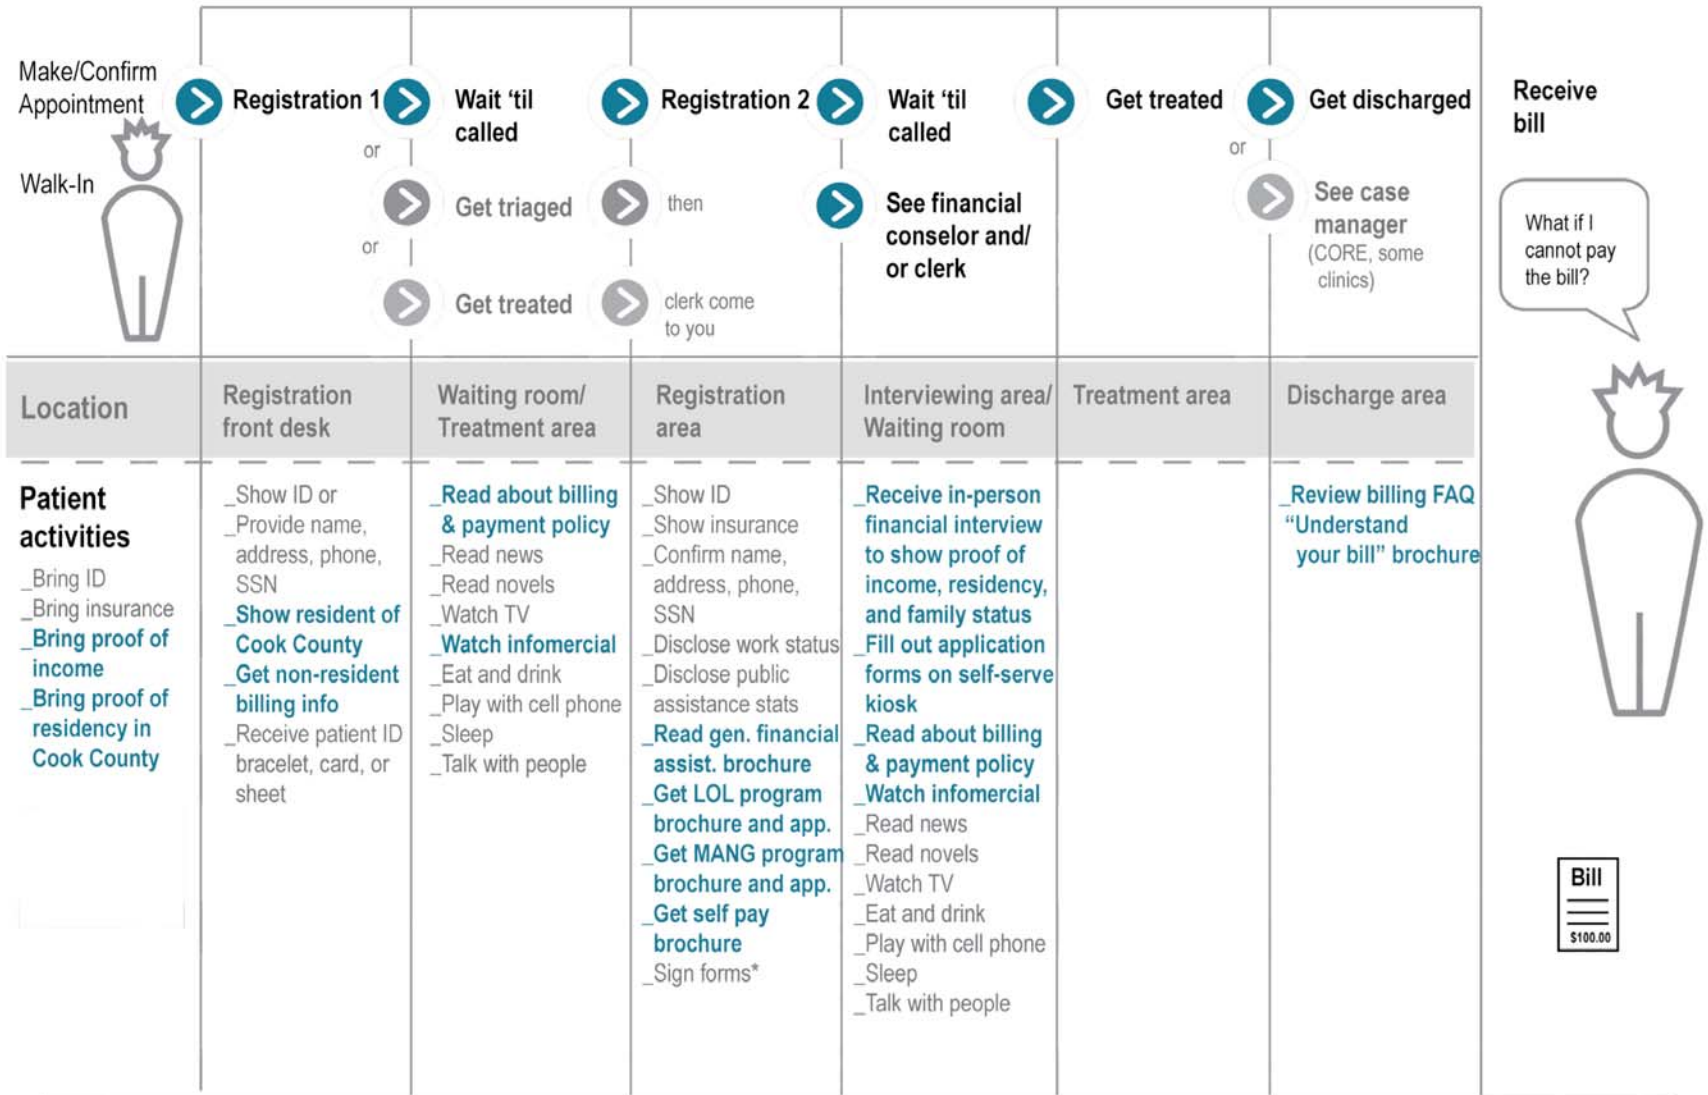 Make/Confirm
Appointment
Walk-In
Registration 1
or
or
Wait ‘til
called
Get triaged
Get treated
Registration 2
then
clerk come
to you
Wait ‘til
called
See financial
conselor and/
or clerk
Get treated
or
Get discharged
See case
manager
(CORE, some
clinics)
Receive
bill
What if I
cannot pay
the bill?
Location
Registration
front desk
Waiting room/
Treatment area
Registration
area
Interviewing area/
Waiting room
Treatment area
Discharge area
Patient
activities
_Bring ID
_Bring insurance
_Bring proof of
income
_Bring proof of
residency in
Cook County
_Show ID or
_Provide name,
address, phone,
SSN
_Show resident of
Cook County
_Get non-resident
billing info
_Receive patient ID
bracelet, card, or
sheet
_Read about billing
& payment policy
_Read news
_Read novels
_Watch TV
_Watch infomercial
_Eat and drink
_Play with cell phone
_Sleep
_Talk with people
_Show ID
_Show insurance
_Confirm name,
address, phone,
SSN
_Disclose work status
_Disclose public
assistance stats
_Read gen. financial
assist. brochure
_Get LOL program
brochure and app.
_Get MANG program
brochure and app.
_Get self pay
brochure
_Sign forms*
_Receive in-person
financial interview
to show proof of
income, residency,
and family status
_Fill out application
forms on self-serve
kiosk
_Read about billing
& payment policy
_Watch infomercial
_Read news
_Read novels
_Watch TV
_Eat and drink
_Play with cell phone
_Sleep
_Talk with people
_Review billing FAQ
“Understand
your bill” brochure
Bill
$100.00